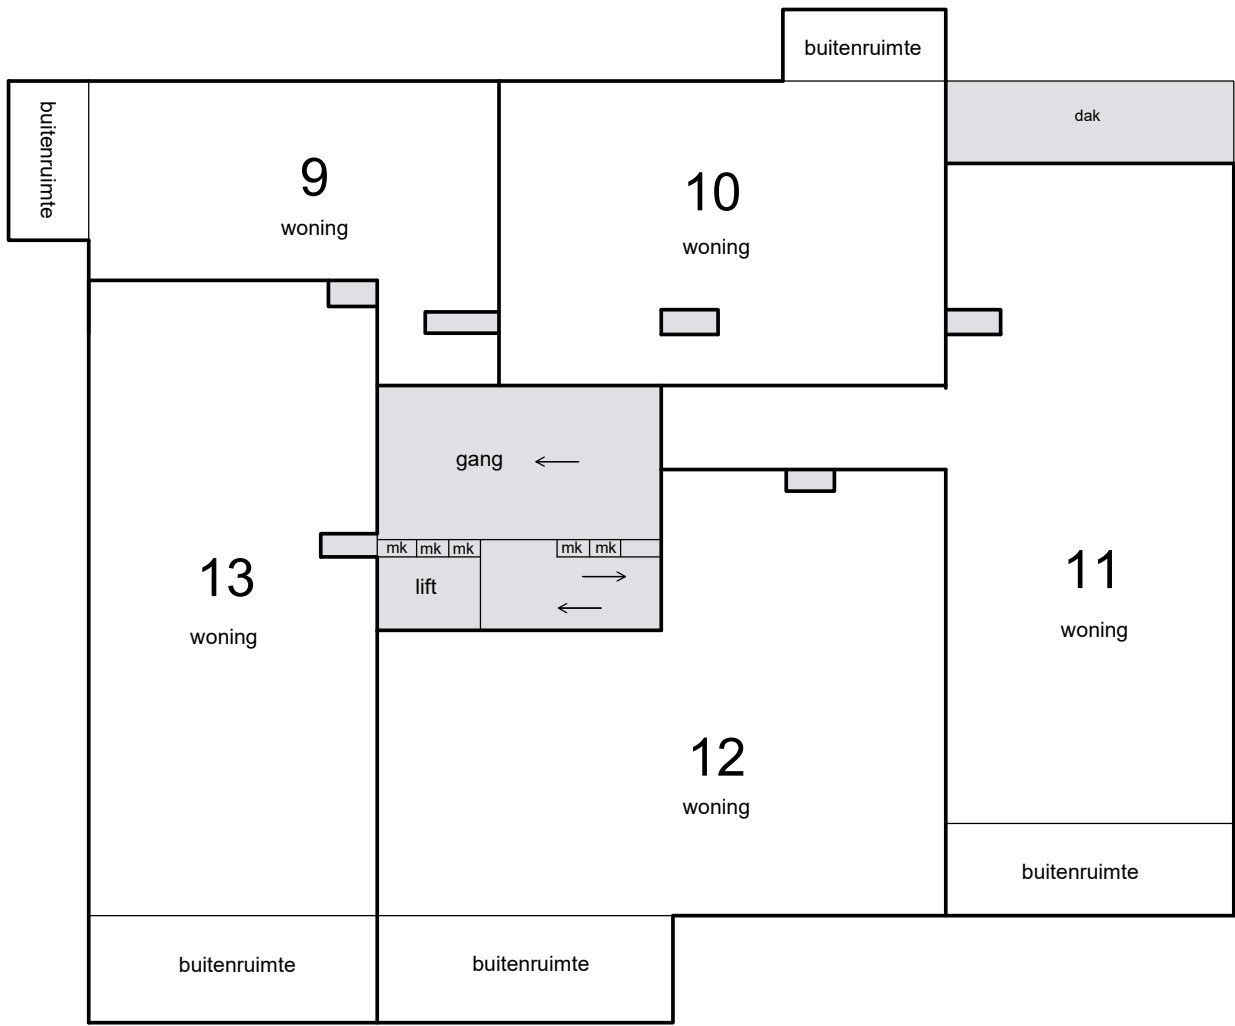 buitenruimte
buitenruimte
dak
9
woning
10
woning
gang
mk
mk
mk
mk
mk
lift
13
woning
11
woning
12
woning
buitenruimte
buitenruimte
buitenruimte